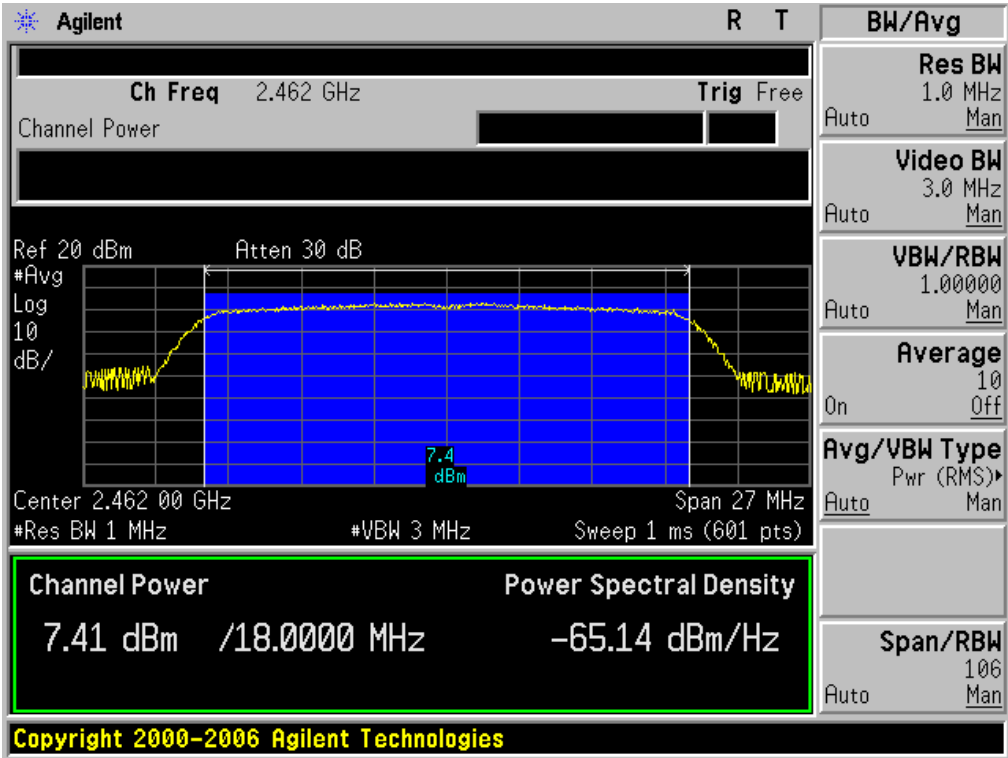 Agilent R T
Ch Freq 2.462 GHz Trig Free
Channel Power
Ref 20 dBm Atten 30 dB
#Avg
Log
10
dB/
7.4
dBm
Center 2.462 00 GHz Span 27 MHz
#Res BW 1 MHz #VBW 3 MHz Sweep 1 ms (601 pts)
Channel Power Power Spectral Density
7.41 dBm /18.0000 MHz -65.14 dBm/Hz
Copyright 2000-2006 Agilent Technologies
BW/Avg
Res BW
1.0 MHz
Auto Man
Video BW
3.0 MHz
Auto Man
VBW/RBW
1.00000
Auto Man
Average
10
On Off
Avg/VBW Type
Pwr (RMS)▸
Auto Man
Span/RBW
106
Auto Man